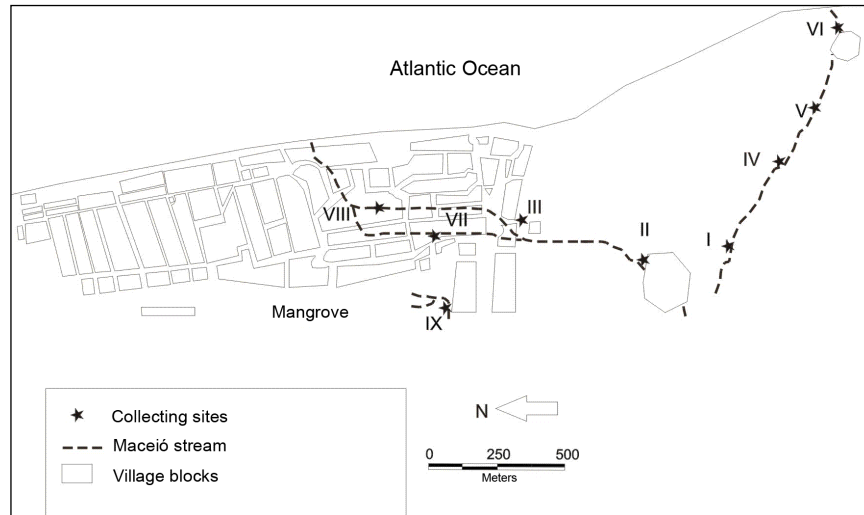 VI
Atlantic Ocean
V
IV
III
VIII
VII
II
I
Mangrove
IX
Collecting sites
N
Maceió stream
0 250 500
Meters
Village blocks